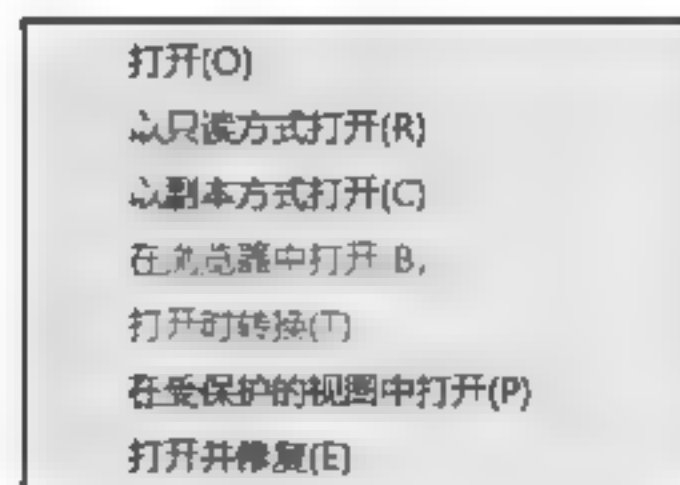 打开(O)
以只读方式打开(R)
以副本方式打开(C)
在浏览器中打开(B)
打开时转换(T)
在受保护的视图中打开(P)
打开并修复(E)